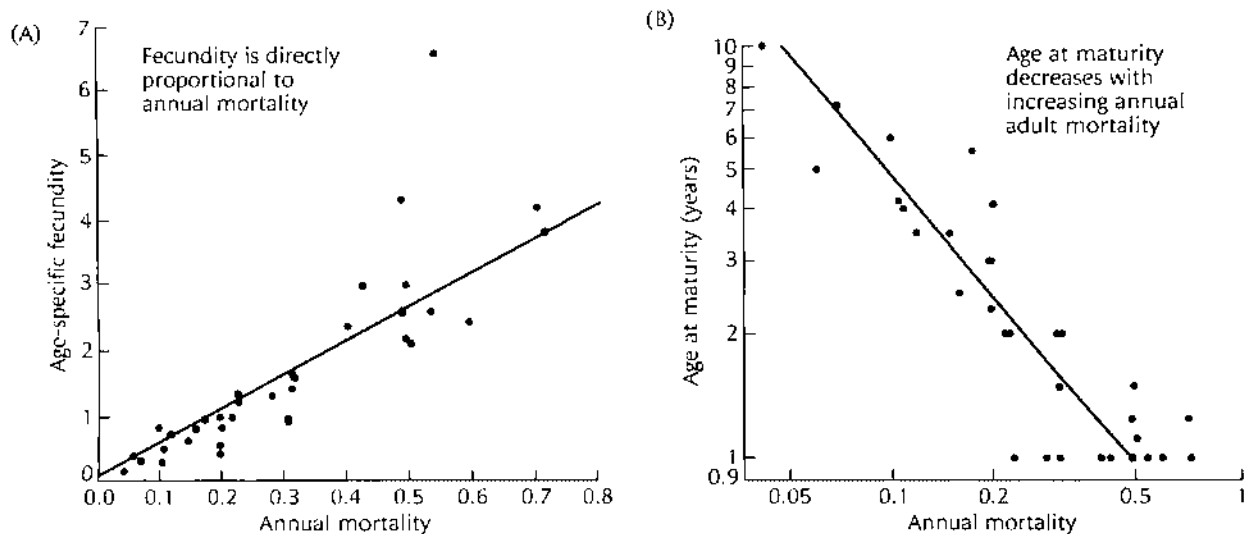 (A)
Fecundity is directly
proportional to
annual mortality
7
6
5
4
3
2
1
0
Age-specific fecundity
0.0 0.1 0.2 0.3 0.4 0.5 0.6 0.7 0.8
Annual mortality
(B)
Age at maturity
decreases with
increasing annual
adult mortality
10
9
8
7
6
5
4
3
2
1
0.9
Age at maturity (years)
0.05 0.1 0.2 0.5 1
Annual mortality